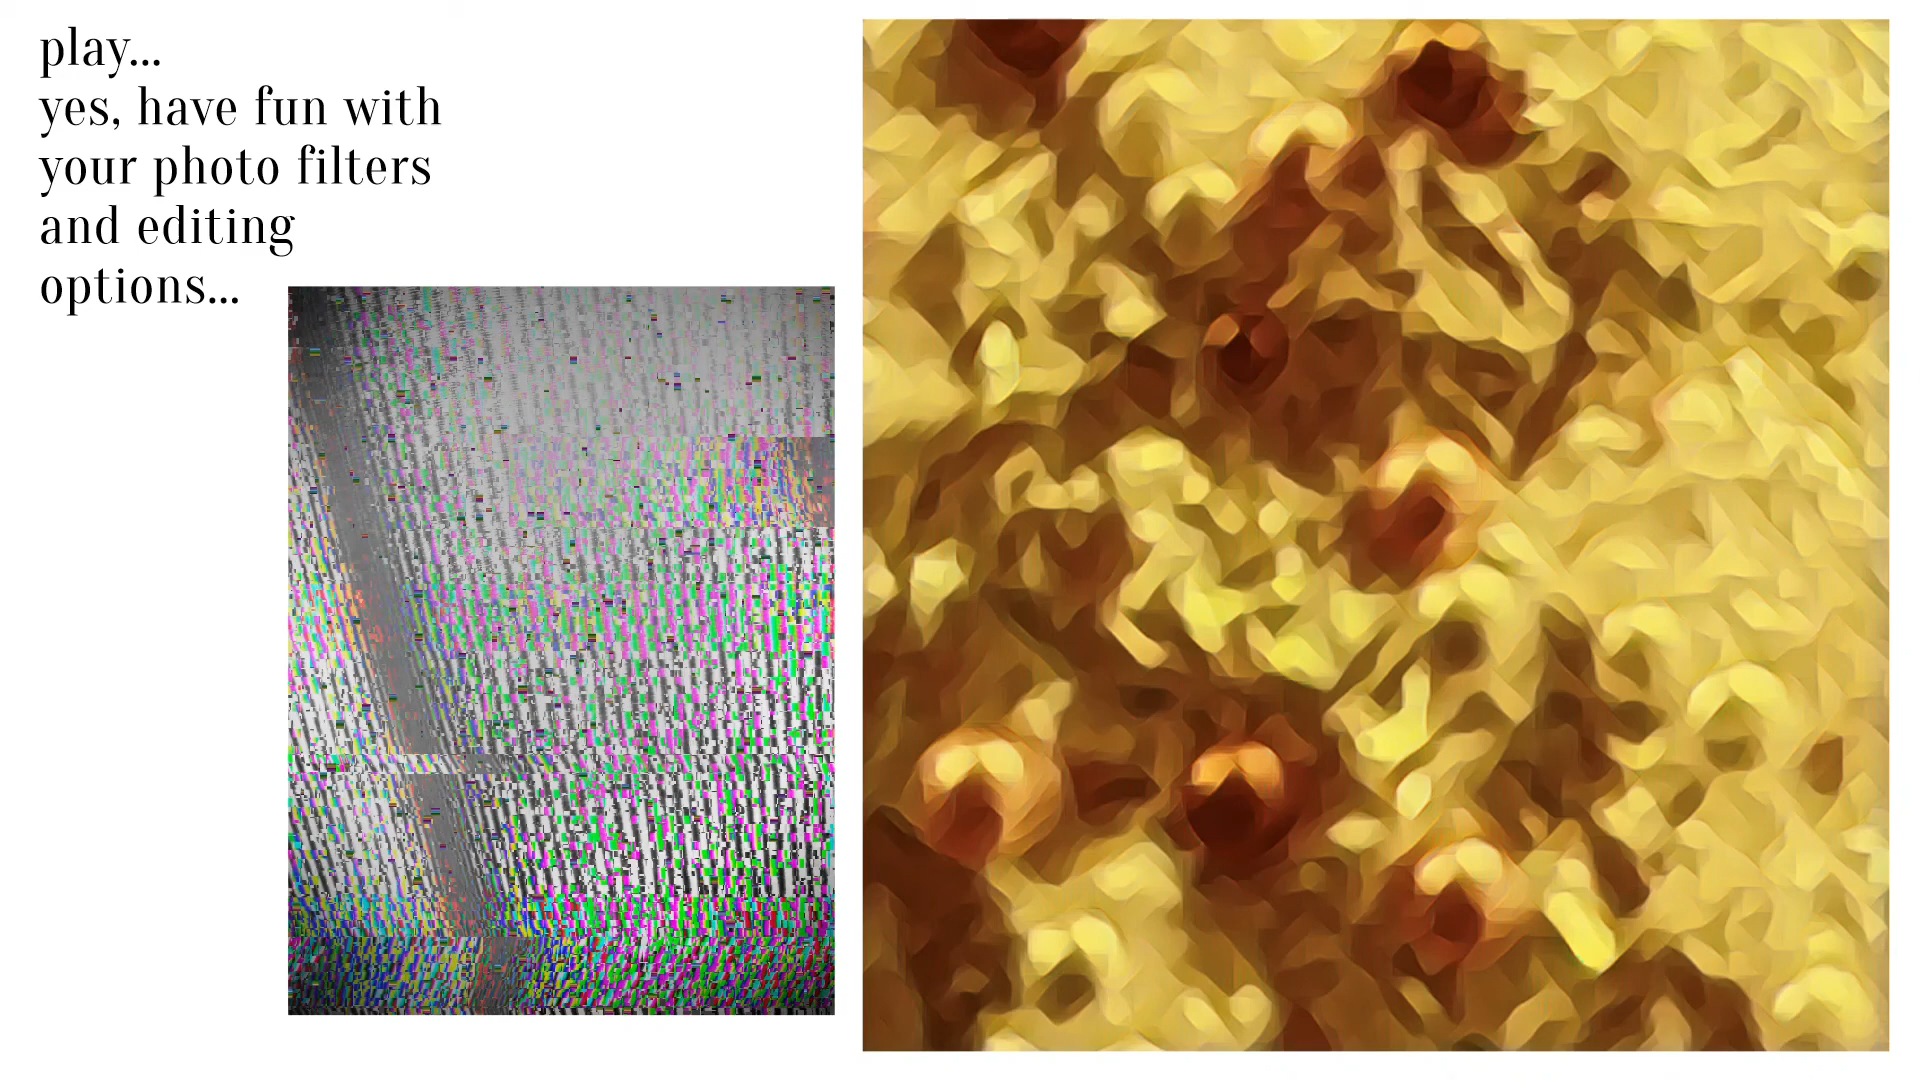 play...
yes, have fun with
your photo filters
and editing
options...